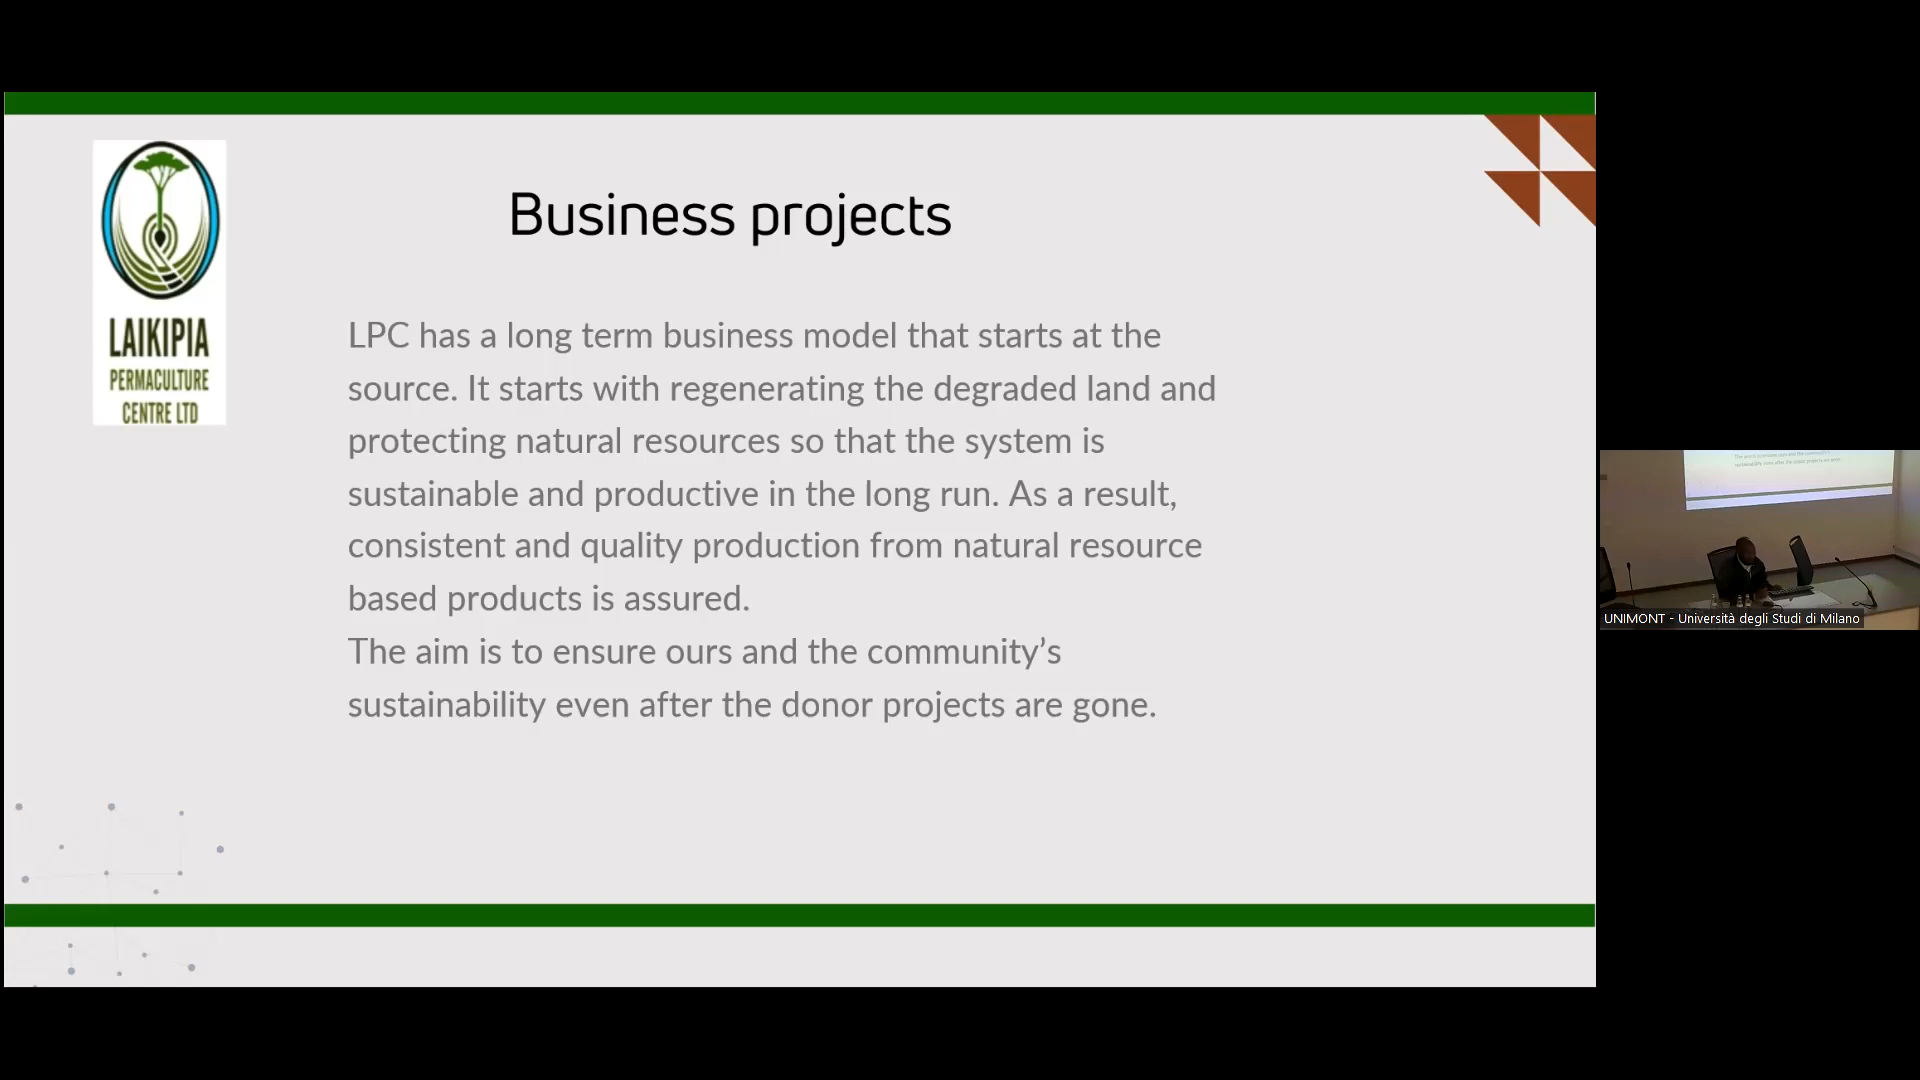 Business projects
LAIKIPIA
PERMACULTURE
CENTRE LTD
LPC has a long term business model that starts at the
source. It starts with regenerating the degraded land and
protecting natural resources so that the system is
sustainable and productive in the long run. As a result,
consistent and quality production from natural resource
based products is assured.
The aim is to ensure ours and the community’s
sustainability even after the donor projects are gone.
UNIMONT - Università degli Studi di Milano